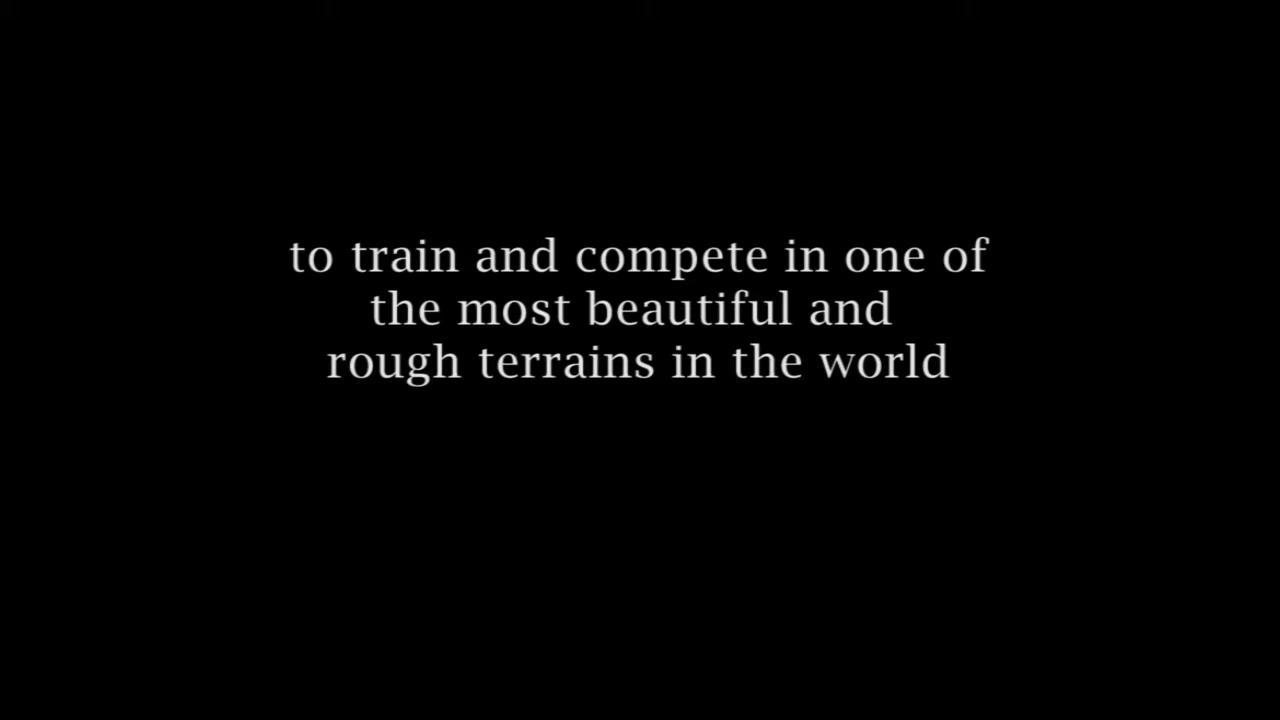 to train and compete in one of
the most beautiful and
rough terrains in the world